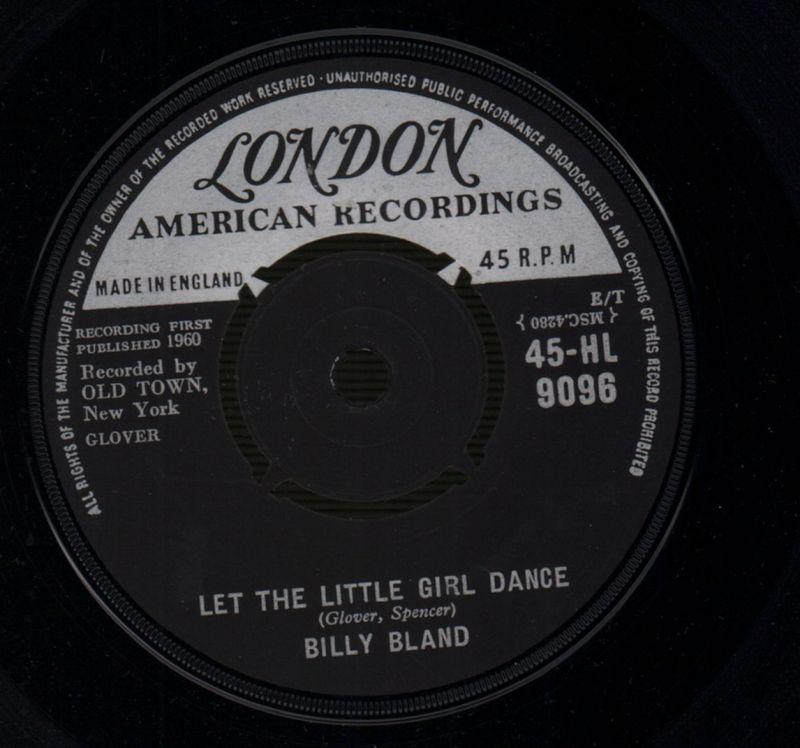 ALL RIGHTS OF THE MANUFACTURER AND OF THE OWNER OF THE RECORDED WORK RESERVED · UNAUTHORISED PUBLIC PERFORMANCE BROADCASTING AND COPYING OF THIS RECORD PROHIBITED
LONDON
AMERICAN RECORDINGS
MADE IN ENGLAND
45 R.P.M
RECORDING FIRST
PUBLISHED 1960
Recorded by
OLD TOWN,
New York
GLOVER
E/T
{ MSC.4280 }
45-HL
9096
LET THE LITTLE GIRL DANCE
(Glover, Spencer)
BILLY BLAND